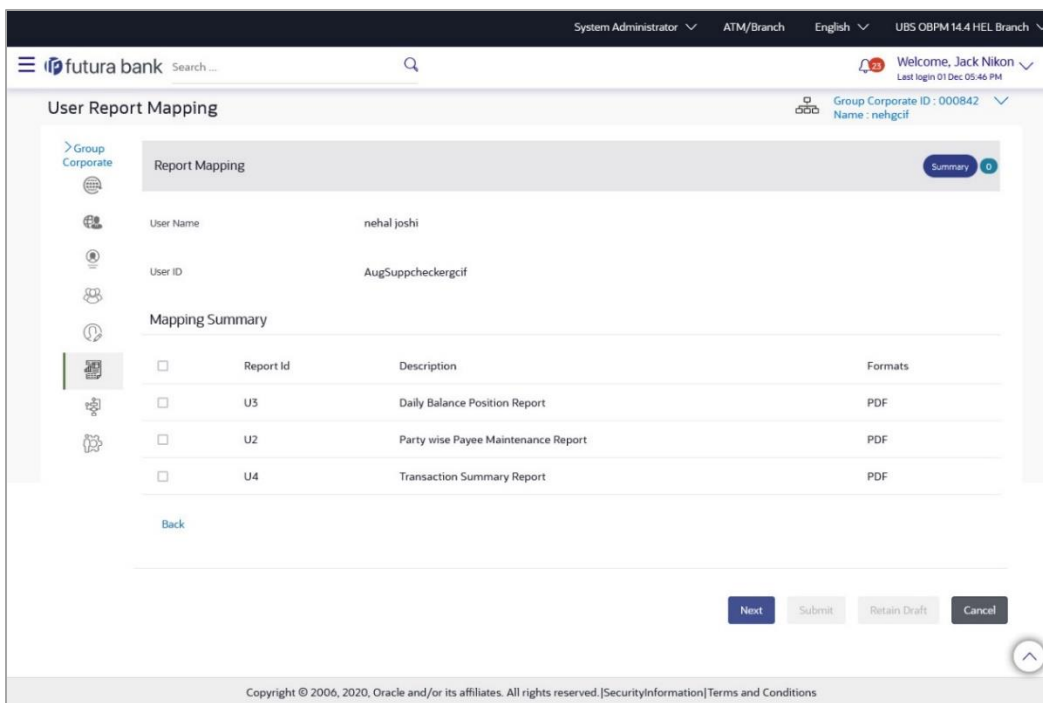 System Administrator ATM/Branch English UBS OBPM 14.4 HEL Branch
futura bank Search... 23 Welcome, Jack Nikon
Last login 01 Dec 05:46 PM
User Report Mapping Group Corporate ID : 000842
Name : nehgcif
>Group
Corporate
Report Mapping Summary 0
User Name nehal joshi
User ID AugSuppcheckergcif
Mapping Summary
Report Id Description Formats
U3 Daily Balance Position Report PDF
U2 Party wise Payee Maintenance Report PDF
U4 Transaction Summary Report PDF
Back
Next Submit Retain Draft Cancel
Copyright © 2006, 2020, Oracle and/or its affiliates. All rights reserved.|SecurityInformation|Terms and Conditions